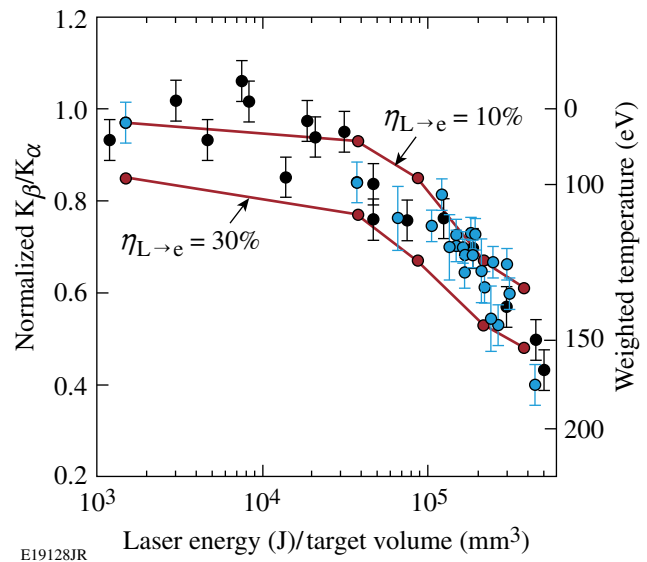 1.2
1.0
0.8
0.6
0.4
0.2
Normalized Kβ/Kα
ηL→e = 10%
ηL→e = 30%
0
100
150
200
Weighted temperature (eV)
10³ 10⁴ 10⁵
Laser energy (J)/target volume (mm³)
E19128JR